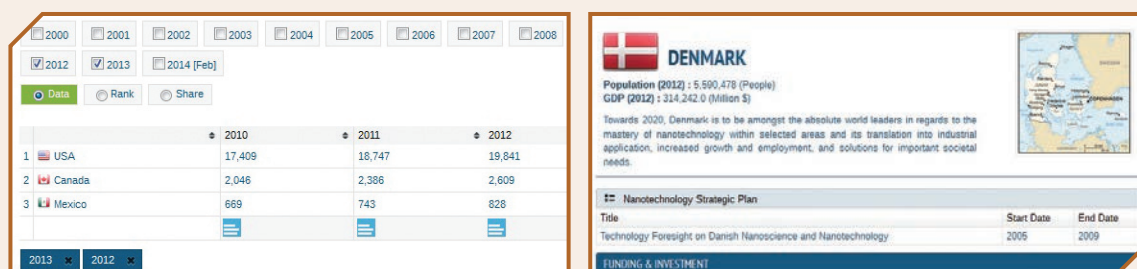 2000 2001 2002 2003 2004 2005 2006 2007 2008
2012 2013 2014 [Feb]
Data Rank Share
2010 2011 2012
1 USA 17,409 18,747 19,841
2 Canada 2,046 2,386 2,609
3 Mexico 669 743 828
2013 x 2012 x
DENMARK
Population (2012) : 5,590,478 (People)
GDP (2012) : 314,242.0 (Million $)
Towards 2020, Denmark is to be amongst the absolute world leaders in regards to the
mastery of nanotechnology within selected areas and its translation into industrial
application, increased growth and employment, and solutions for important societal
needs.
Nanotechnology Strategic Plan
Title Start Date End Date
Technology Foresight on Danish Nanoscience and Nanotechnology 2005 2009
FUNDING & INVESTMENT